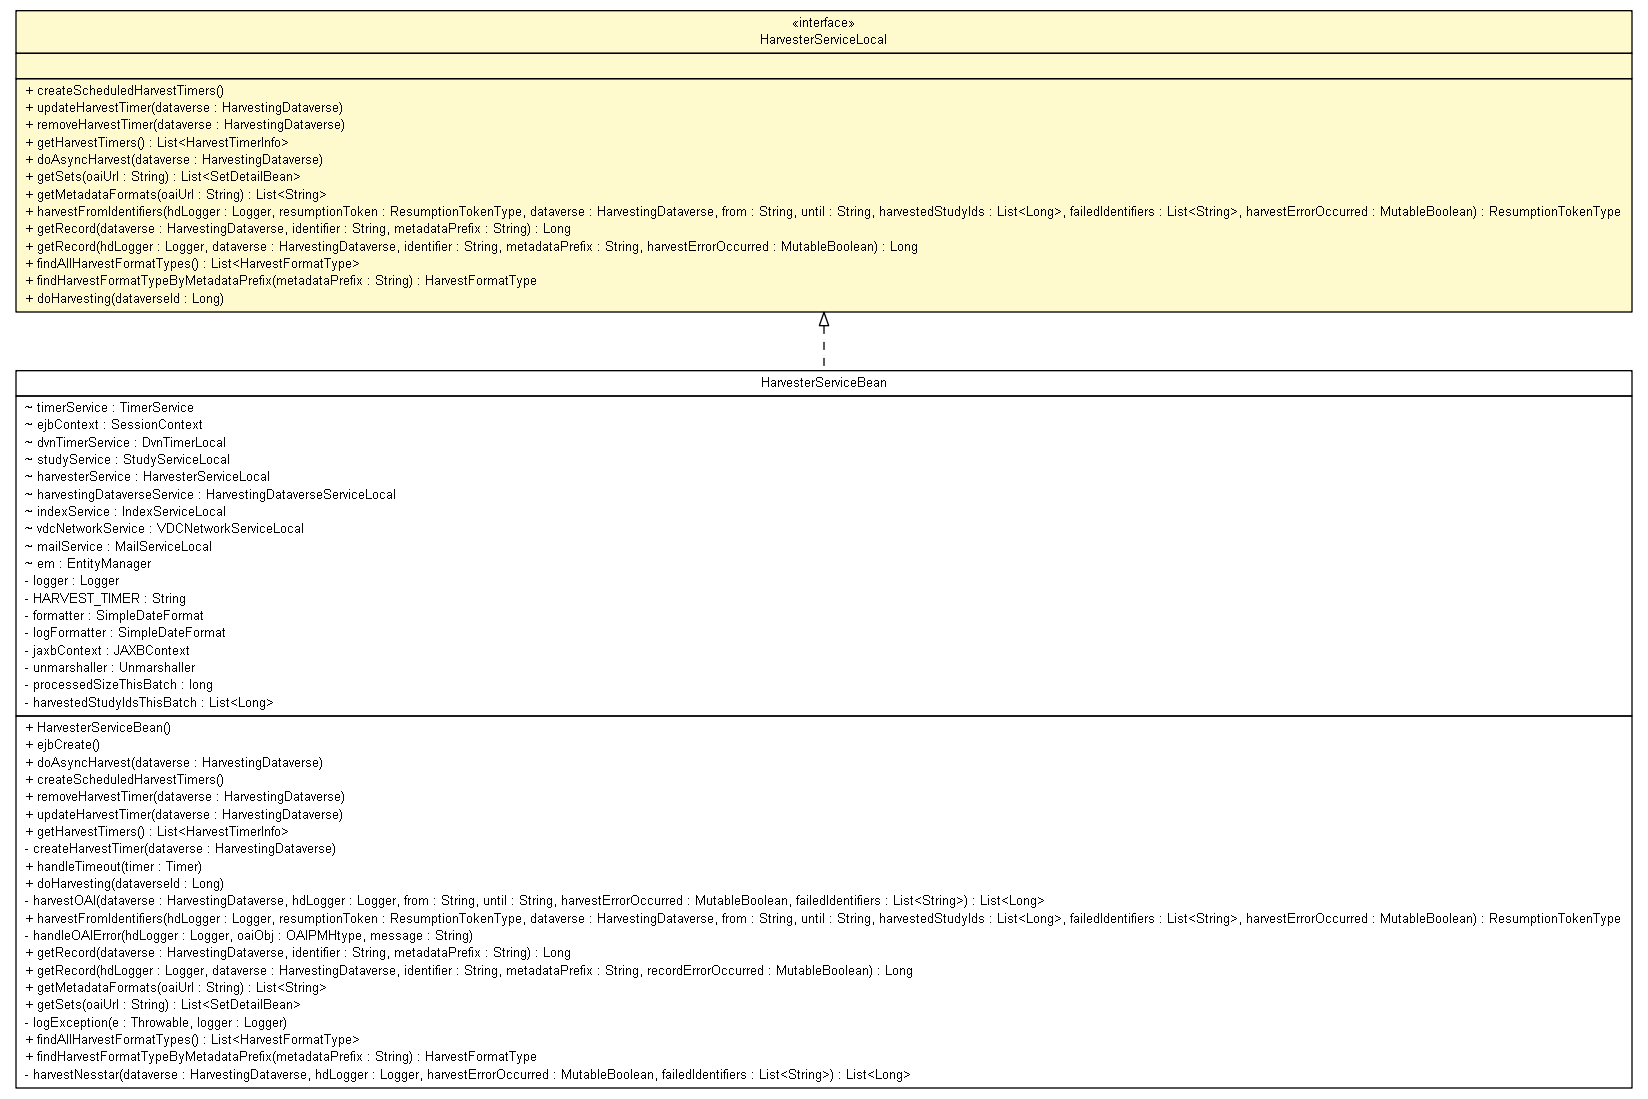 «interface»
HarvesterServiceLocal
+ createScheduledHarvestTimers()
+ updateHarvestTimer(dataverse : HarvestingDataverse)
+ removeHarvestTimer(dataverse : HarvestingDataverse)
+ getHarvestTimers() : List<HarvestTimerInfo>
+ doAsyncHarvest(dataverse : HarvestingDataverse)
+ getSets(oaiUrl : String) : List<SetDetailBean>
+ getMetadataFormats(oaiUrl : String) : List<String>
+ harvestFromIdentifiers(hdLogger : Logger, resumptionToken : ResumptionTokenType, dataverse : HarvestingDataverse, from : String, until : String, harvestedStudyIds : List<Long>, failedIdentifiers : List<String>, harvestErrorOccurred : MutableBoolean) : ResumptionTokenType
+ getRecord(dataverse : HarvestingDataverse, identifier : String, metadataPrefix : String) : Long
+ getRecord(hdLogger : Logger, dataverse : HarvestingDataverse, identifier : String, metadataPrefix : String, harvestErrorOccurred : MutableBoolean) : Long
+ findAllHarvestFormatTypes() : List<HarvestFormatType>
+ findHarvestFormatTypeByMetadataPrefix(metadataPrefix : String) : HarvestFormatType
+ doHarvesting(dataverseId : Long)
HarvesterServiceBean
~ timerService : TimerService
~ ejbContext : SessionContext
~ dvnTimerService : DvnTimerLocal
~ studyService : StudyServiceLocal
~ harvesterService : HarvesterServiceLocal
~ harvestingDataverseService : HarvestingDataverseServiceLocal
~ indexService : IndexServiceLocal
~ vdcNetworkService : VDCNetworkServiceLocal
~ mailService : MailServiceLocal
~ em : EntityManager
- logger : Logger
- HARVEST_TIMER : String
- formatter : SimpleDateFormat
- logFormatter : SimpleDateFormat
- jaxbContext : JAXBContext
- unmarshaller : Unmarshaller
- processedSizeThisBatch : long
- harvestedStudyIdsThisBatch : List<Long>
+ HarvesterServiceBean()
+ ejbCreate()
+ doAsyncHarvest(dataverse : HarvestingDataverse)
+ createScheduledHarvestTimers()
+ removeHarvestTimer(dataverse : HarvestingDataverse)
+ updateHarvestTimer(dataverse : HarvestingDataverse)
+ getHarvestTimers() : List<HarvestTimerInfo>
- createHarvestTimer(dataverse : HarvestingDataverse)
+ handleTimeout(timer : Timer)
+ doHarvesting(dataverseId : Long)
- harvestOAI(dataverse : HarvestingDataverse, hdLogger : Logger, from : String, until : String, harvestErrorOccurred : MutableBoolean, failedIdentifiers : List<String>) : List<Long>
+ harvestFromIdentifiers(hdLogger : Logger, resumptionToken : ResumptionTokenType, dataverse : HarvestingDataverse, from : String, until : String, harvestedStudyIds : List<Long>, failedIdentifiers : List<String>, harvestErrorOccurred : MutableBoolean) : ResumptionTokenType
- handleOAIError(hdLogger : Logger, oaiObj : OAIPMHtype, message : String)
+ getRecord(dataverse : HarvestingDataverse, identifier : String, metadataPrefix : String) : Long
+ getRecord(hdLogger : Logger, dataverse : HarvestingDataverse, identifier : String, metadataPrefix : String, recordErrorOccurred : MutableBoolean) : Long
+ getMetadataFormats(oaiUrl : String) : List<String>
+ getSets(oaiUrl : String) : List<SetDetailBean>
- logException(e : Throwable, logger : Logger)
+ findAllHarvestFormatTypes() : List<HarvestFormatType>
+ findHarvestFormatTypeByMetadataPrefix(metadataPrefix : String) : HarvestFormatType
- harvestNesstar(dataverse : HarvestingDataverse, hdLogger : Logger, harvestErrorOccurred : MutableBoolean, failedIdentifiers : List<String>) : List<Long>